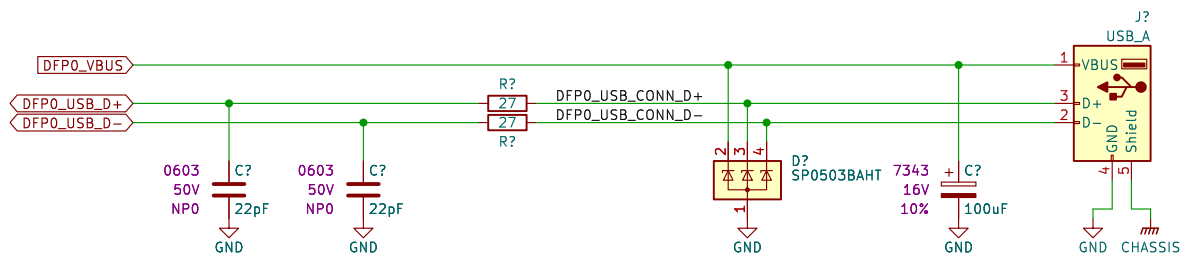 J?
USB_A
DFP0_VBUS
1
VBUS
R?
DFP0_USB_D+
27
DFP0_USB_CONN_D+
3
D+
DFP0_USB_D-
27
DFP0_USB_CONN_D-
2
D-
R?
GND
Shield
2
3
4
D?
SP0503BAHT
1
0603
50V
NP0
C?
22pF
0603
50V
NP0
C?
22pF
7343
16V
10%
+
C?
100uF
4
5
GND
GND
GND
GND
GND
CHASSIS